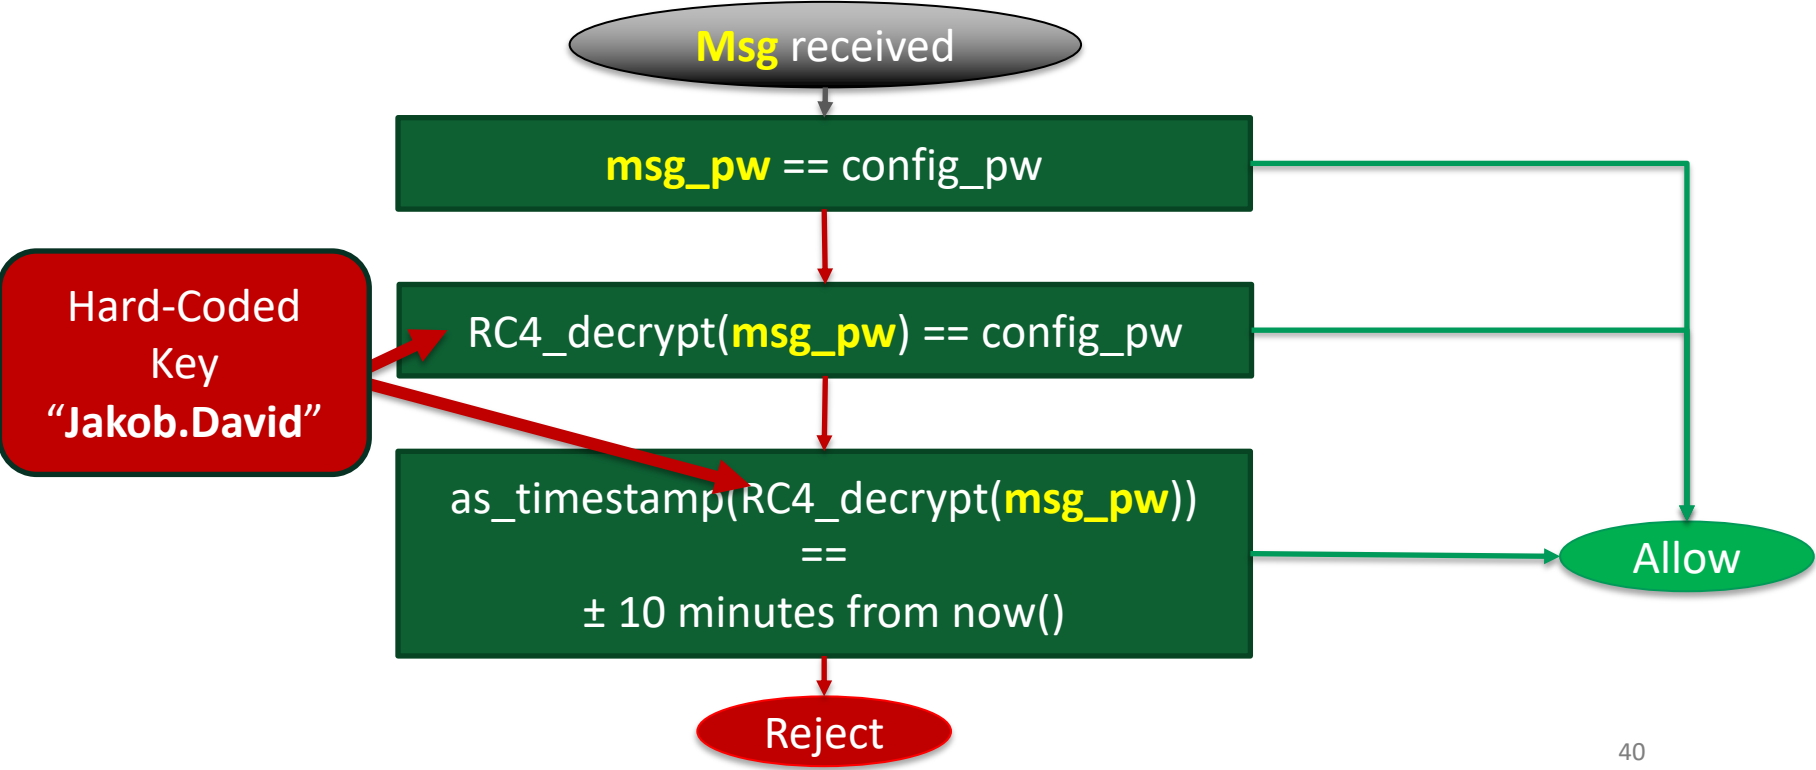 Msg received
msg_pw == config_pw
Hard-Coded
Key
“Jakob.David”
RC4_decrypt(msg_pw) == config_pw
as_timestamp(RC4_decrypt(msg_pw))
==
± 10 minutes from now()
Allow
Reject
40